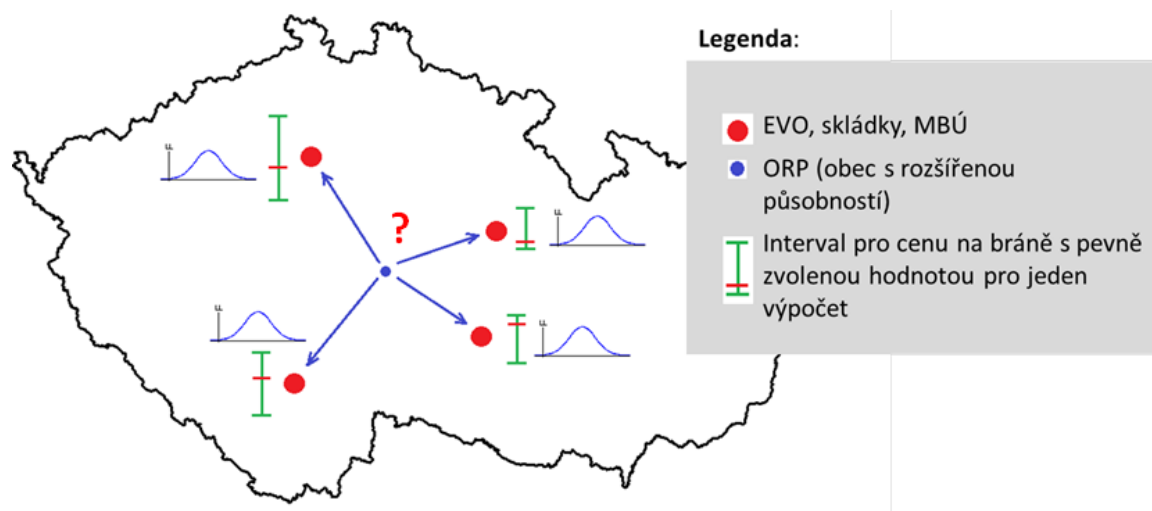 Legenda:
EVO, skládky, MBÚ
ORP (obec s rozšířenou
působností)
Interval pro cenu na bráně s pevně
zvolenou hodnotou pro jeden
výpočet
F
?
F
F
F